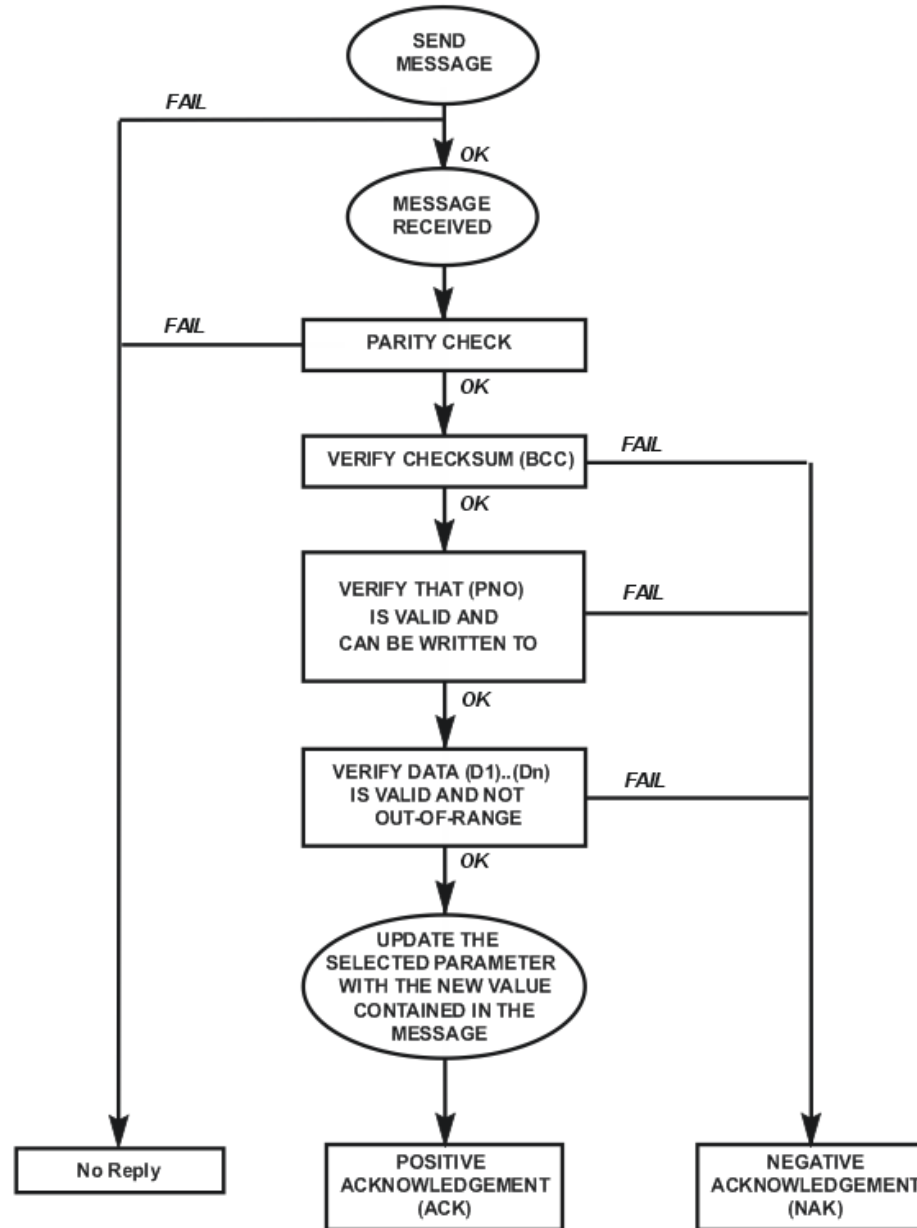 SEND
MESSAGE
FAIL
OK
MESSAGE
RECEIVED
FAIL
PARITY CHECK
OK
VERIFY CHECKSUM (BCC)
FAIL
OK
VERIFY THAT (PNO)
IS VALID AND
CAN BE WRITTEN TO
FAIL
OK
VERIFY DATA (D1)..(Dn)
IS VALID AND NOT
OUT-OF-RANGE
FAIL
OK
UPDATE THE
SELECTED PARAMETER
WITH THE NEW VALUE
CONTAINED IN THE
MESSAGE
No Reply
POSITIVE
ACKNOWLEDGEMENT
(ACK)
NEGATIVE
ACKNOWLEDGEMENT
(NAK)